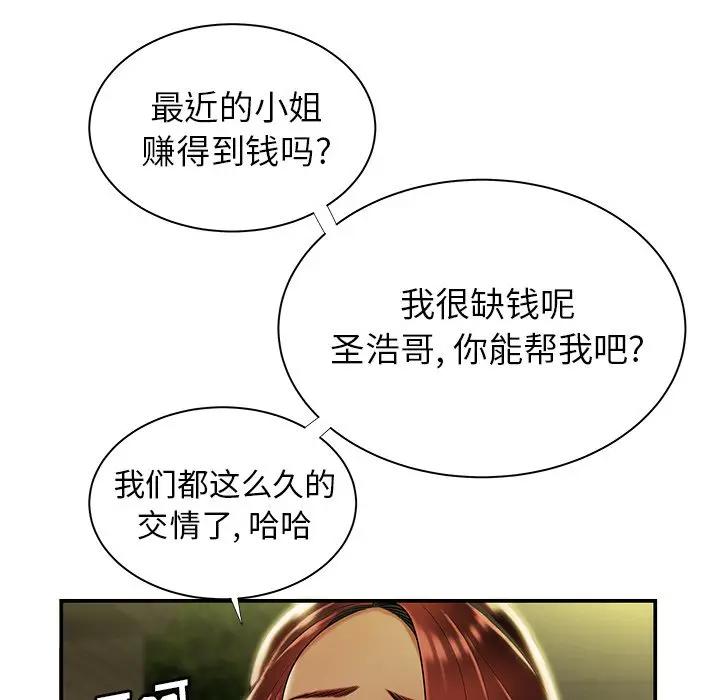 最近的小姐
赚得到钱吗?
我很缺钱呢
圣浩哥, 你能帮我吧?
我们都这么久的
交情了, 哈哈